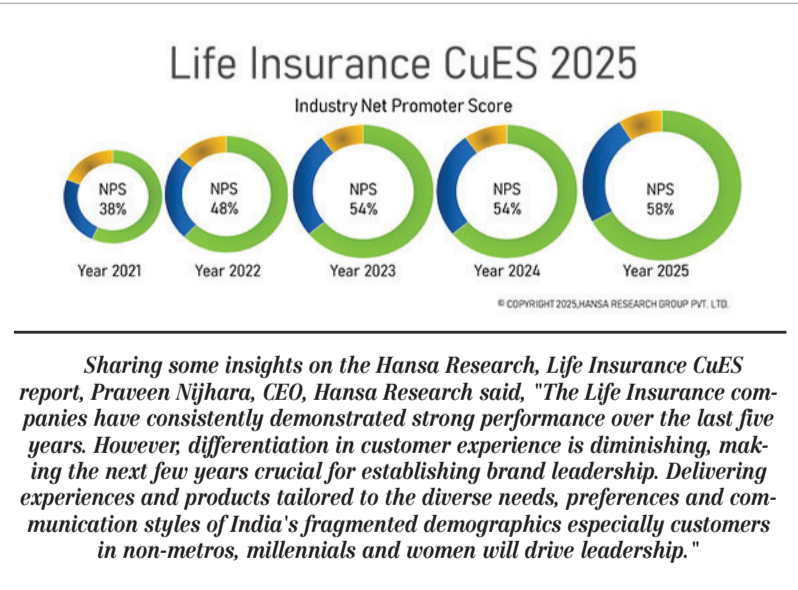 Life Insurance CuES 2025
Industry Net Promoter Score
NPS
38%
NPS
48%
NPS
54%
NPS
54%
NPS
58%
Year 2021
Year 2022
Year 2023
Year 2024
Year 2025
© COPYRIGHT 2025,HANSA RESEARCH GROUP PVT. LTD.
Sharing some insights on the Hansa Research, Life Insurance CuES
report, Praveen Nijhara, CEO, Hansa Research said, "The Life Insurance com-
panies have consistently demonstrated strong performance over the last five
years. However, differentiation in customer experience is diminishing, mak-
ing the next few years crucial for establishing brand leadership. Delivering
experiences and products tailored to the diverse needs, preferences and com-
munication styles of India's fragmented demographics especially customers
in non-metros, millennials and women will drive leadership."